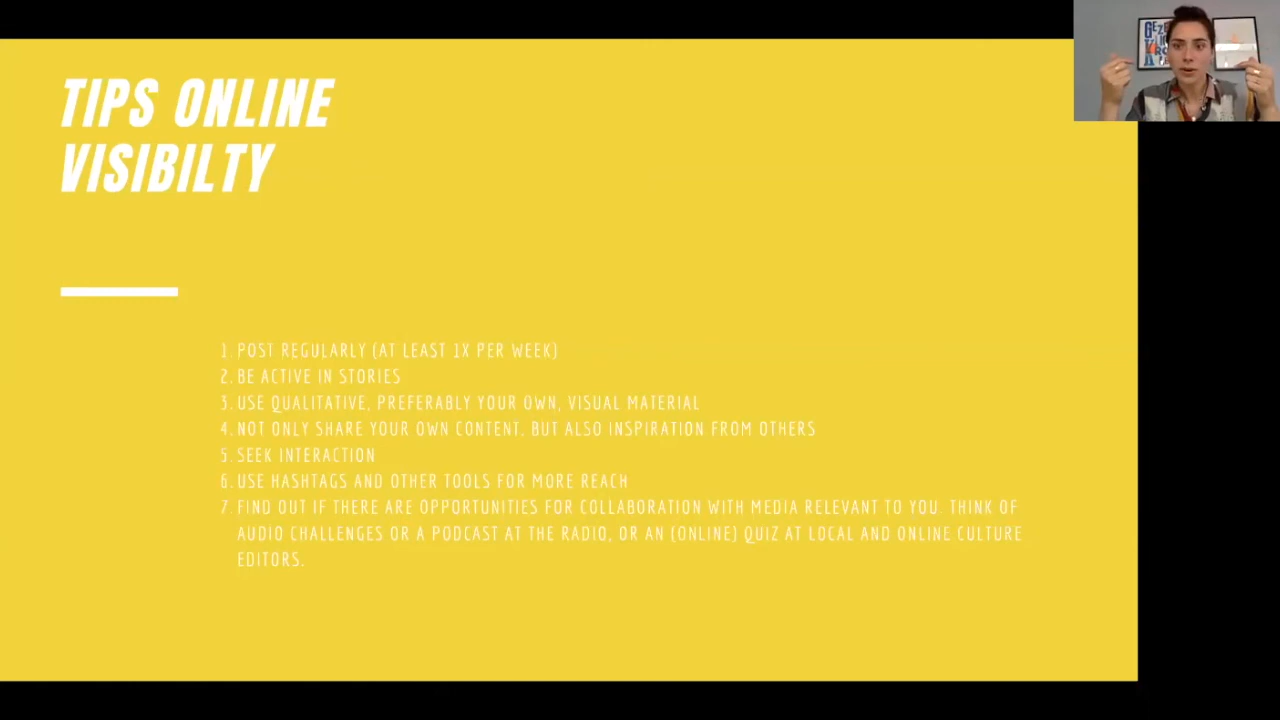 TIPS ONLINE
VISIBILTY
1. POST REGULARLY (AT LEAST 1X PER WEEK)
2. BE ACTIVE IN STORIES
3. USE QUALITATIVE, PREFERABLY YOUR OWN, VISUAL MATERIAL
4. NOT ONLY SHARE YOUR OWN CONTENT, BUT ALSO INSPIRATION FROM OTHERS
5. SEEK INTERACTION
6. USE HASHTAGS AND OTHER TOOLS FOR MORE REACH
7. FIND OUT IF THERE ARE OPPORTUNITIES FOR COLLABORATION WITH MEDIA RELEVANT TO YOU. THINK OF
AUDIO CHALLENGES OR A PODCAST AT THE RADIO, OR AN (ONLINE) QUIZ AT LOCAL AND ONLINE CULTURE
EDITORS.